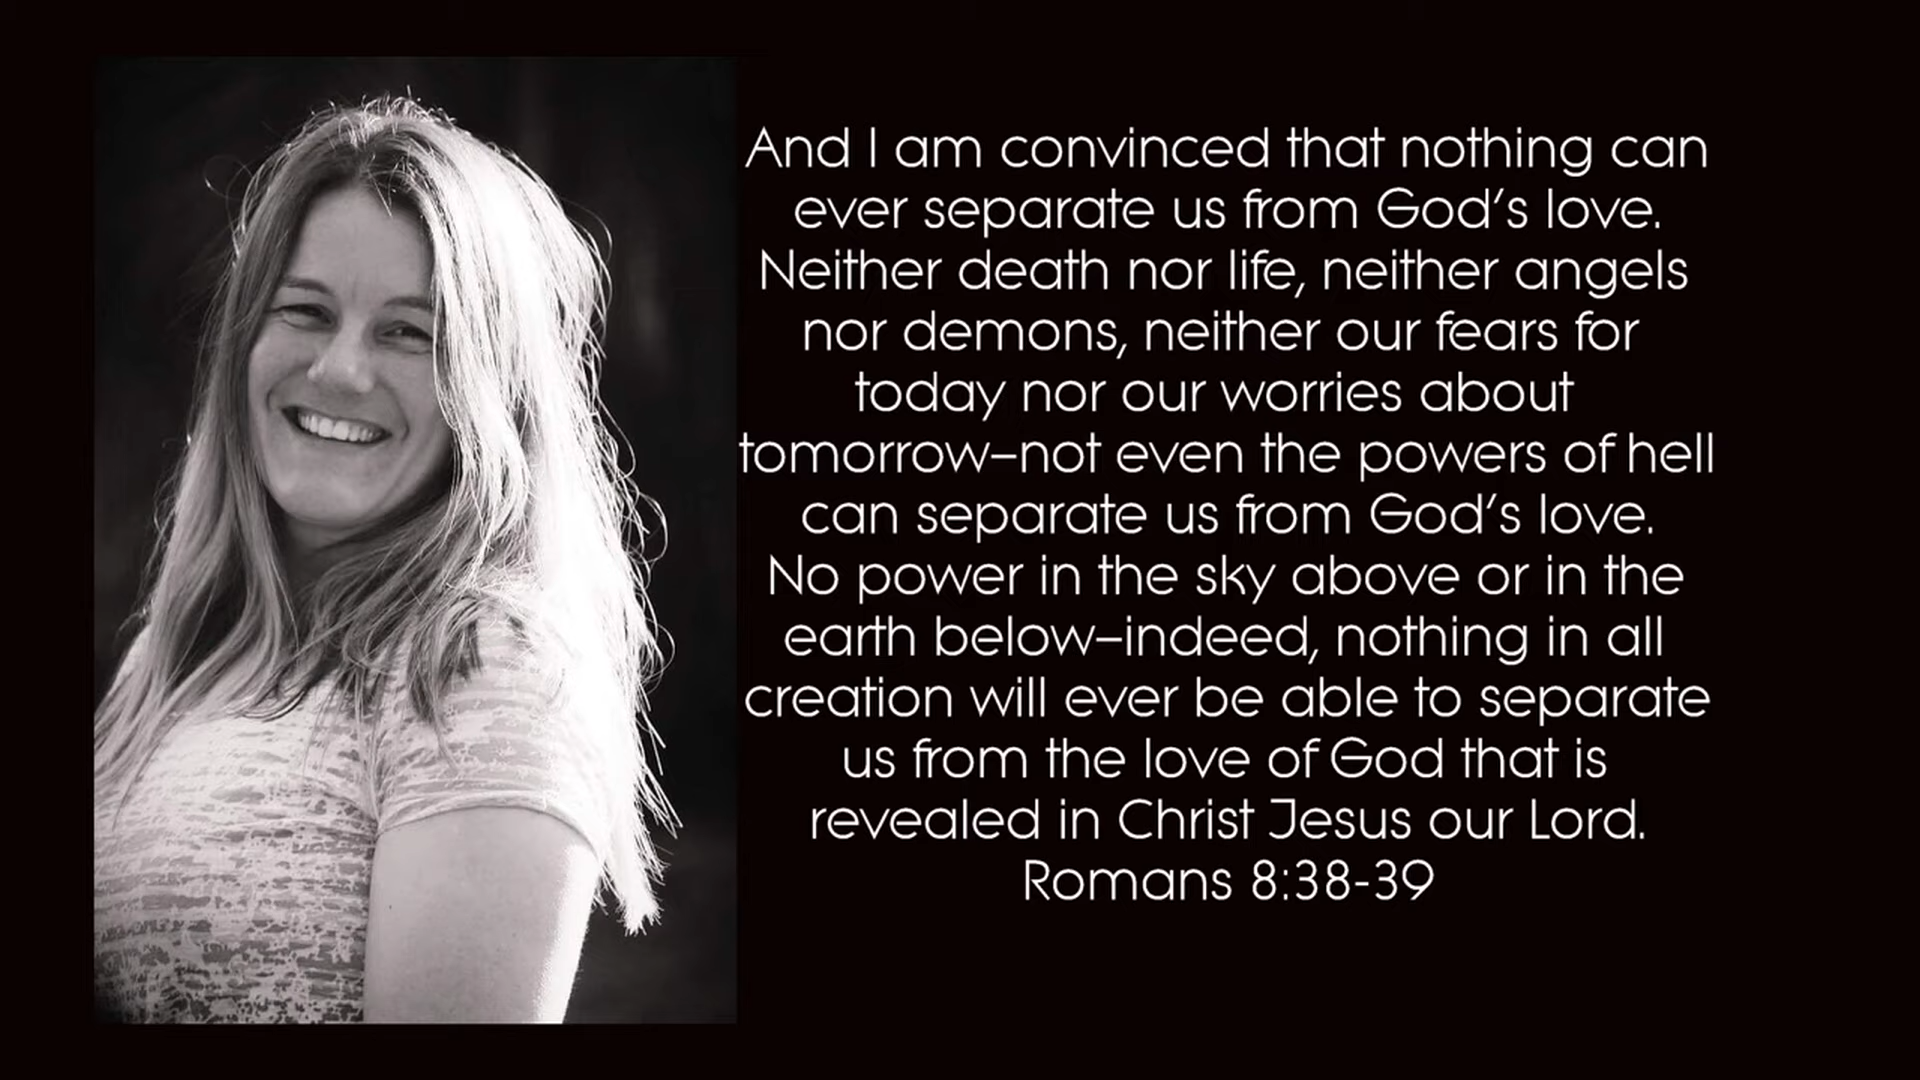 And I am convinced that nothing can
ever separate us from God’s love.
Neither death nor life, neither angels
nor demons, neither our fears for
today nor our worries about
tomorrow–not even the powers of hell
can separate us from God’s love.
No power in the sky above or in the
earth below–indeed, nothing in all
creation will ever be able to separate
us from the love of God that is
revealed in Christ Jesus our Lord.
Romans 8:38-39